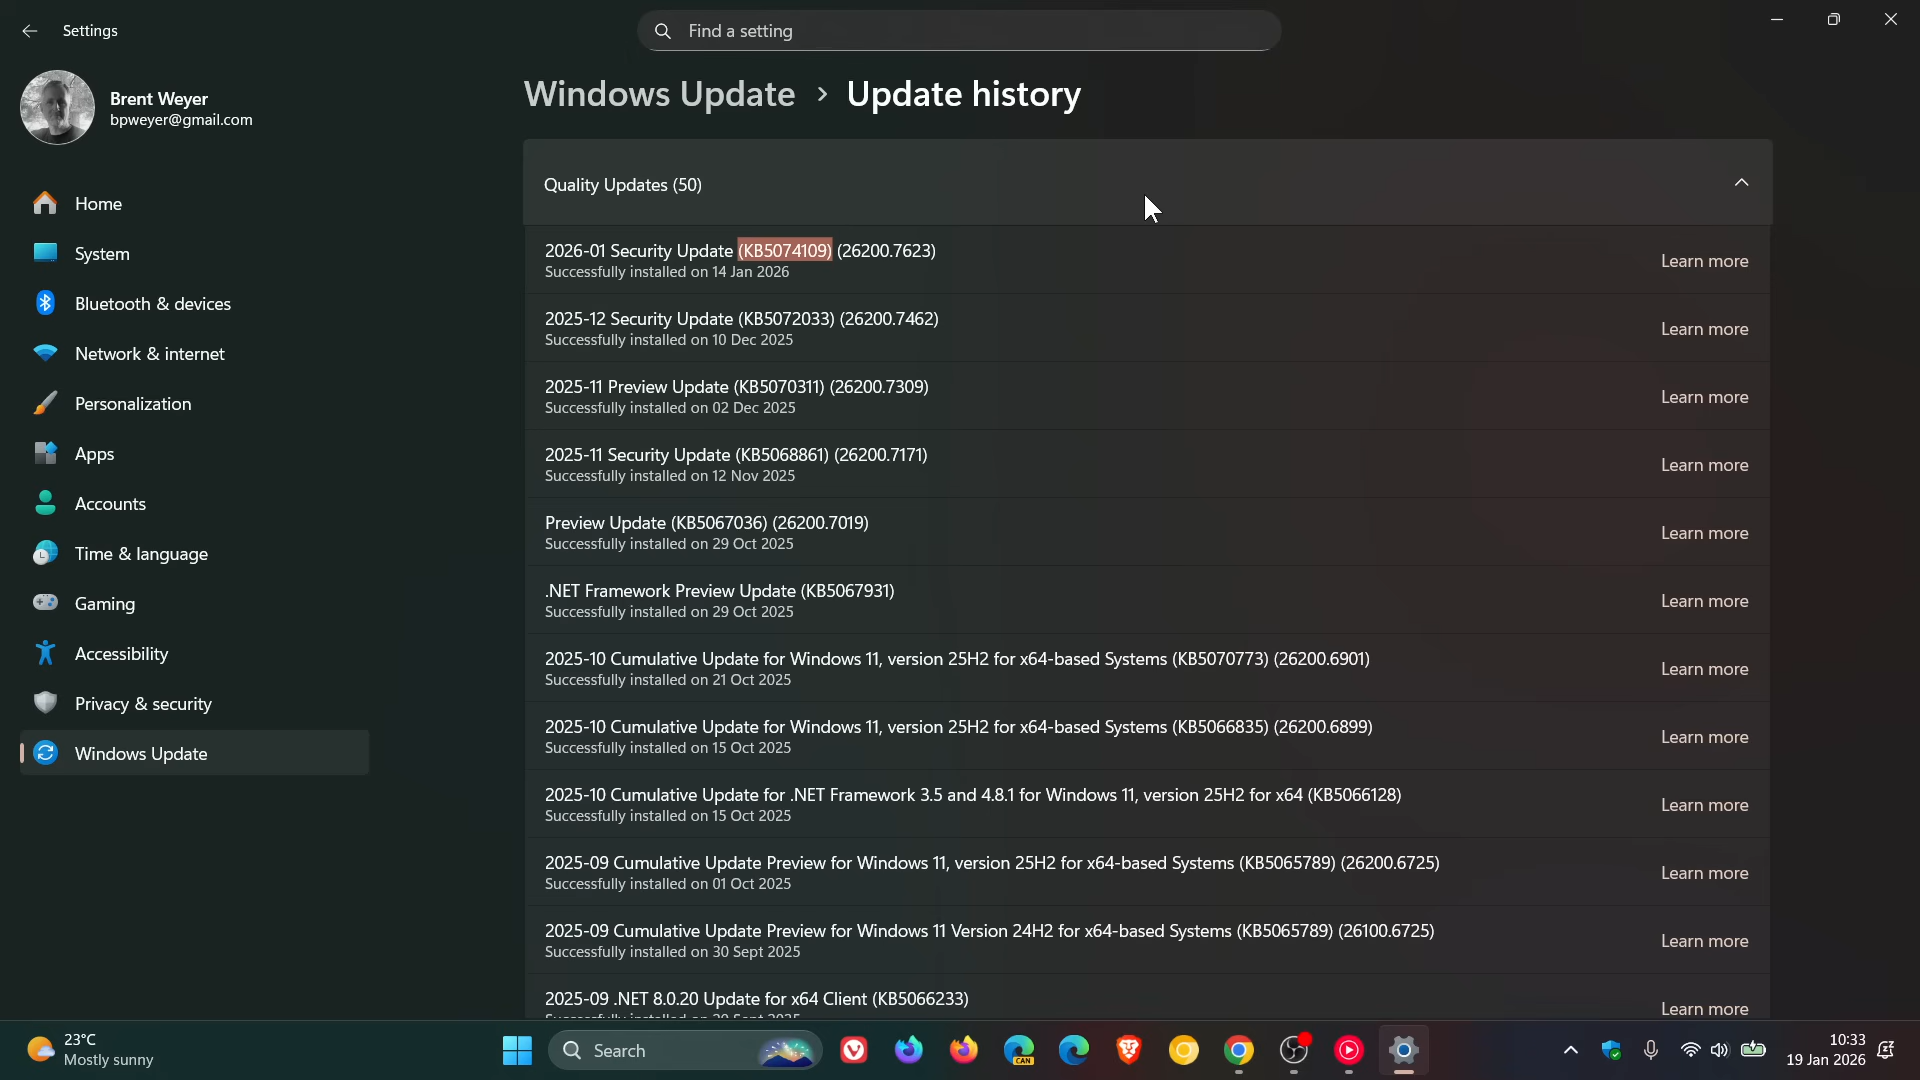 Settings
Find a setting
Brent Weyer
bpweyer@gmail.com
Home
System
Bluetooth & devices
Network & internet
Personalization
Apps
Accounts
Time & language
Gaming
Accessibility
Privacy & security
Windows Update
Windows Update > Update history
Quality Updates (50)
2026-01 Security Update (KB5074109) (26200.7623)
Successfully installed on 14 Jan 2026
Learn more
2025-12 Security Update (KB5072033) (26200.7462)
Successfully installed on 10 Dec 2025
Learn more
2025-11 Preview Update (KB5070311) (26200.7309)
Successfully installed on 02 Dec 2025
Learn more
2025-11 Security Update (KB5068861) (26200.7171)
Successfully installed on 12 Nov 2025
Learn more
Preview Update (KB5067036) (26200.7019)
Successfully installed on 29 Oct 2025
Learn more
.NET Framework Preview Update (KB5067931)
Successfully installed on 29 Oct 2025
Learn more
2025-10 Cumulative Update for Windows 11, version 25H2 for x64-based Systems (KB5070773) (26200.6901)
Successfully installed on 21 Oct 2025
Learn more
2025-10 Cumulative Update for Windows 11, version 25H2 for x64-based Systems (KB5066835) (26200.6899)
Successfully installed on 15 Oct 2025
Learn more
2025-10 Cumulative Update for .NET Framework 3.5 and 4.8.1 for Windows 11, version 25H2 for x64 (KB5066128)
Successfully installed on 15 Oct 2025
Learn more
2025-09 Cumulative Update Preview for Windows 11, version 25H2 for x64-based Systems (KB5065789) (26200.6725)
Successfully installed on 01 Oct 2025
Learn more
2025-09 Cumulative Update Preview for Windows 11 Version 24H2 for x64-based Systems (KB5065789) (26100.6725)
Successfully installed on 30 Sept 2025
Learn more
2025-09 .NET 8.0.20 Update for x64 Client (KB5066233)
Learn more
23°C
Mostly sunny
Search
CAN
10:33
19 Jan 2026